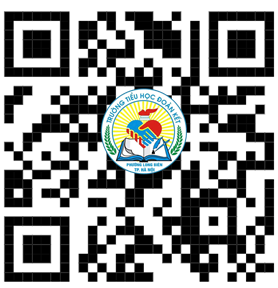 TRƯỜNG TIỂU HỌC ĐOÀN KẾT
PHƯỜNG LONG BIÊN
TP. HÀ NỘI